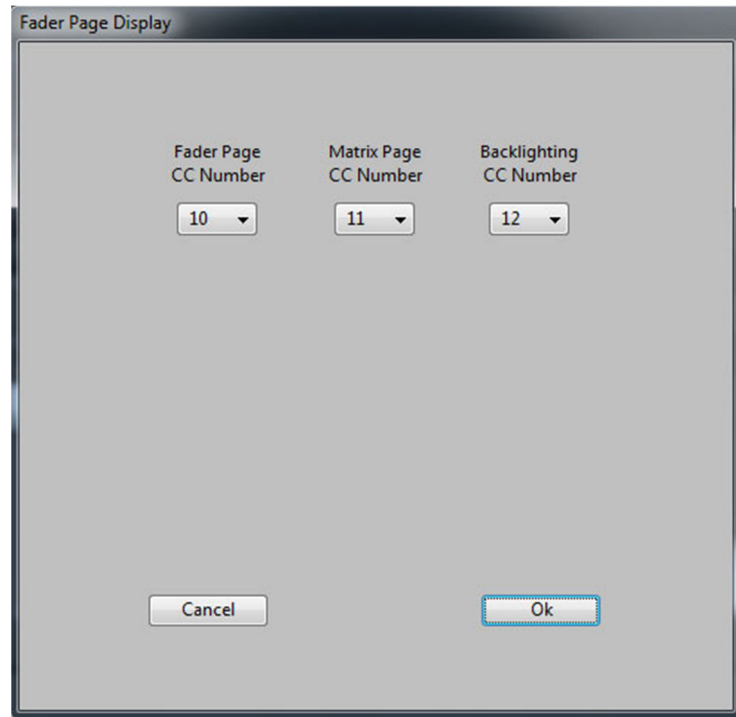 Fader Page Display
Fader Page Matrix Page Backlighting
CC Number CC Number CC Number
10 11 12
Cancel Ok